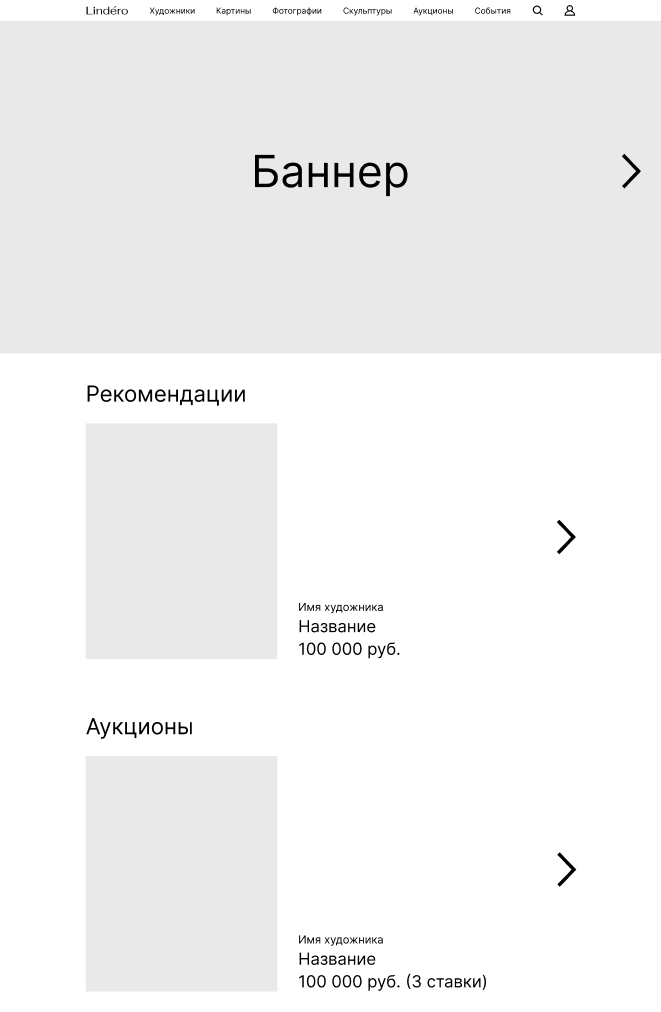 Lindéro Художники Картины Фотографии Скульптуры Аукционы События
Баннер
Рекомендации
Имя художника
Название
100 000 руб.
Аукционы
Имя художника
Название
100 000 руб. (3 ставки)